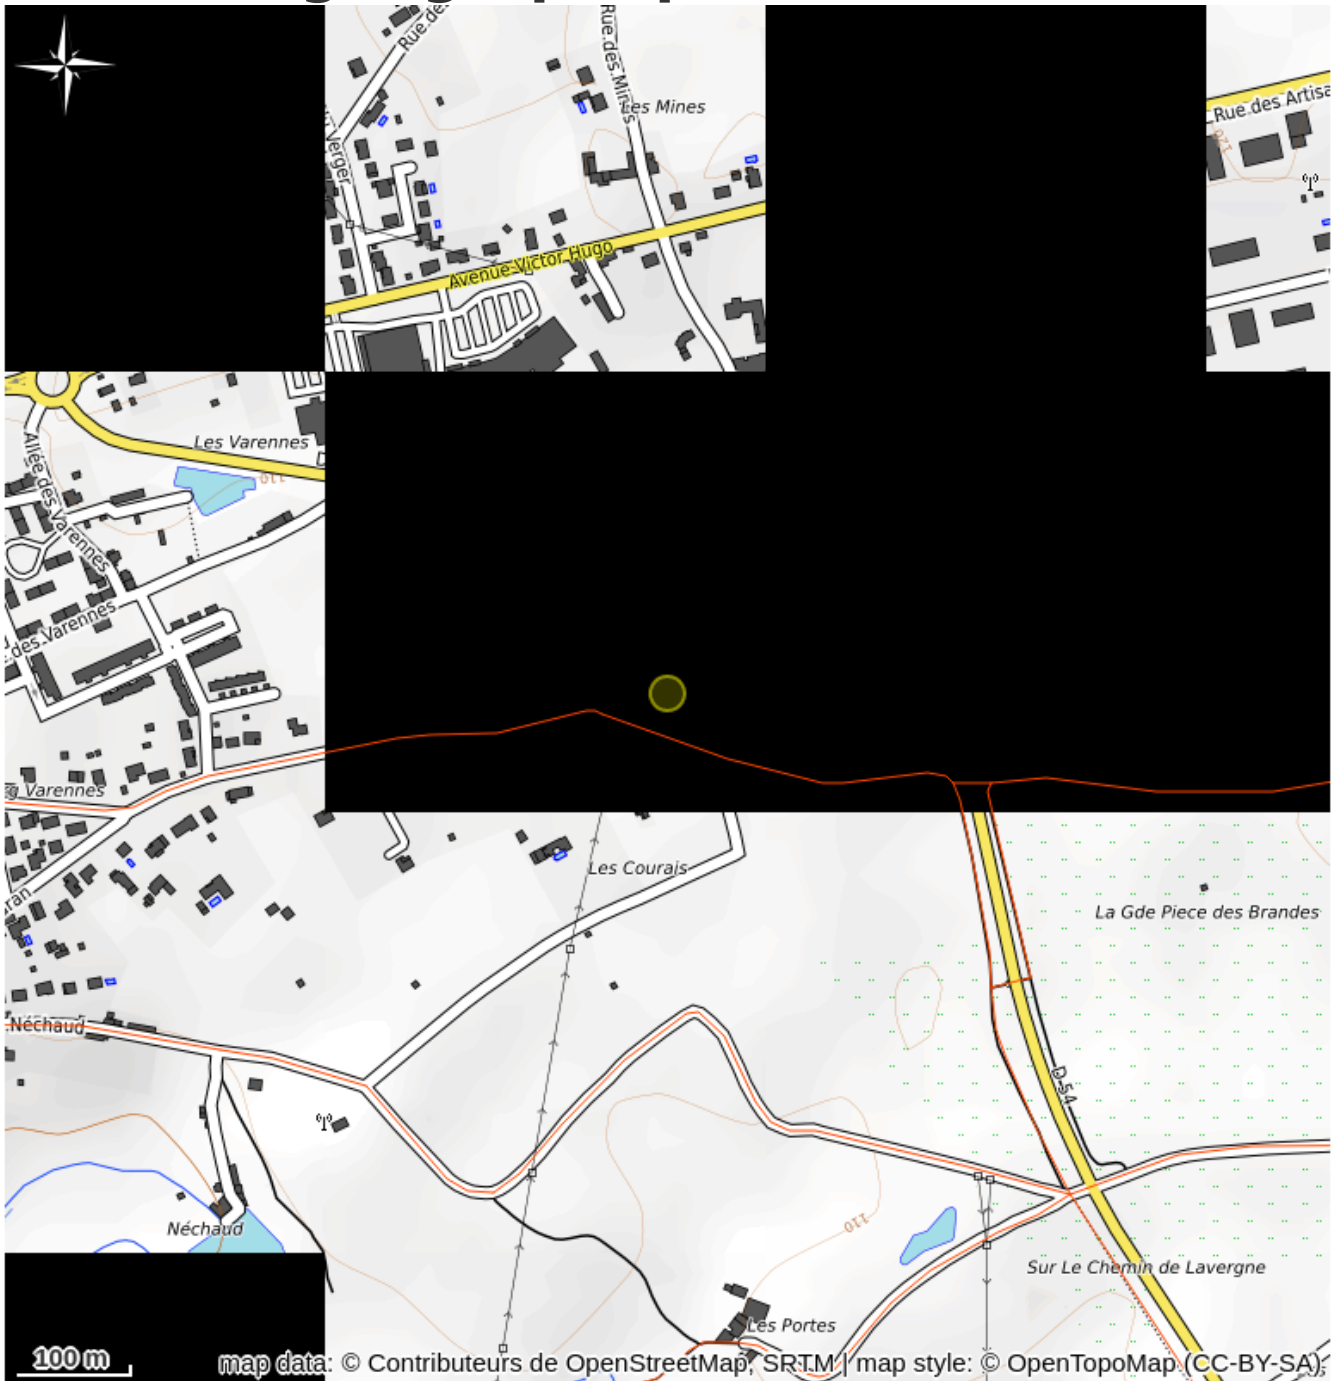 Rue des Mines
Les Mines
Rue des Artisa
120
Avenue Victor Hugo
Les Varennes
110
Allée des Varennes
des Varennes
g Varennes
Les Courais
La Gde Piece des Brandes
Néchaud
D 54
Néchaud
110
Sur Le Chemin de Lavergne
Les Portes
100 m
map data: © Contributeurs de OpenStreetMap, SRTM | map style: © OpenTopoMap (CC-BY-SA)